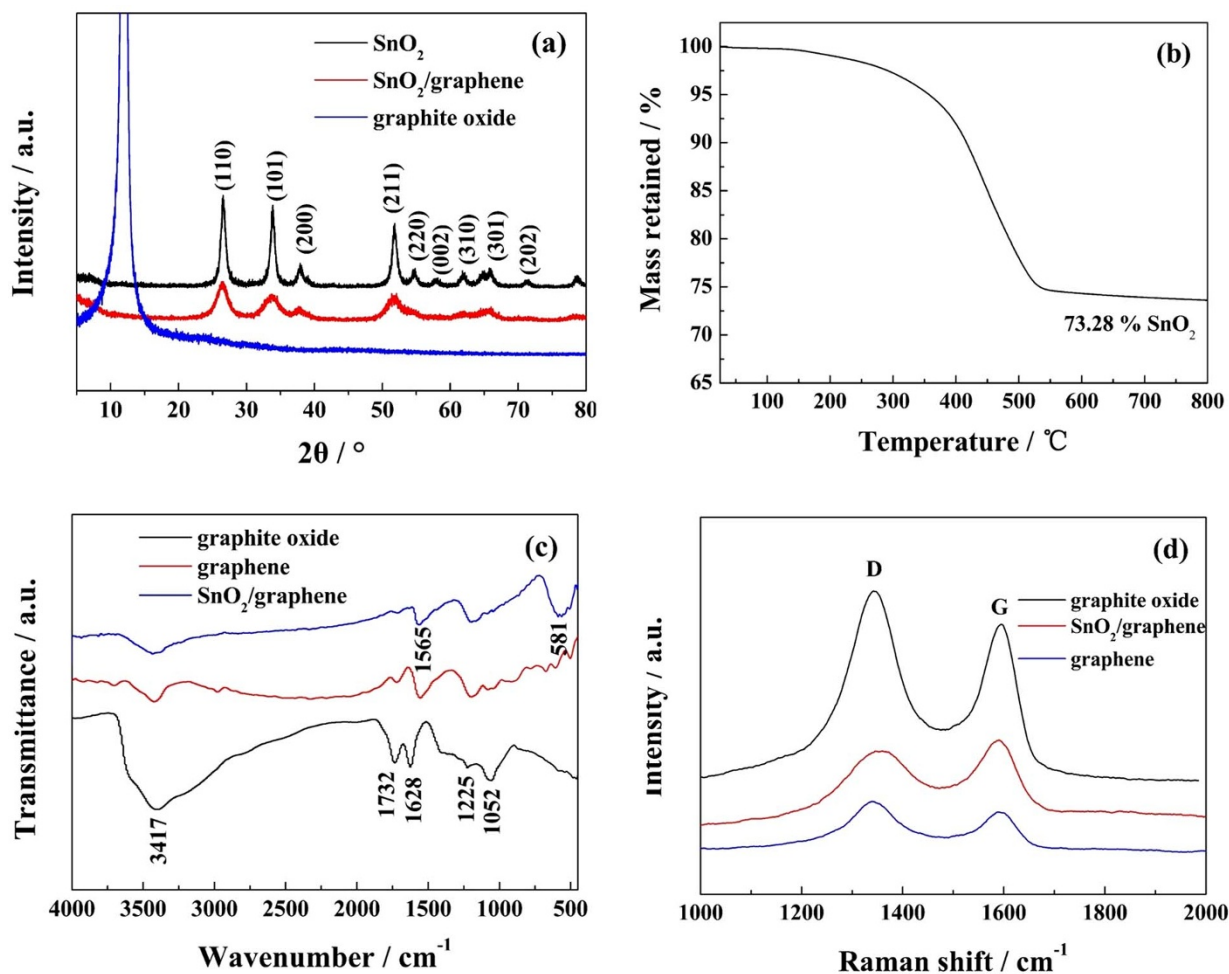 (a)
SnO₂
SnO₂/graphene
graphite oxide
(110)
(101)
(200)
(211)
(220)
(002)
(310)
(301)
(202)
Intensity / a.u.
10 20 30 40 50 60 70 80
2θ / °
(b)
100
95
90
85
80
75
70
65
Mass retained / %
73.28 % SnO₂
100 200 300 400 500 600 700 800
Temperature / ℃
(c)
graphite oxide
graphene
SnO₂/graphene
1565
581
3417
1732
1628
1225
1052
Transmittance / a.u.
4000 3500 3000 2500 2000 1500 1000 500
Wavenumber / cm⁻¹
(d)
D
G
graphite oxide
SnO₂/graphene
graphene
Intensity / a.u.
1000 1200 1400 1600 1800 2000
Raman shift / cm⁻¹